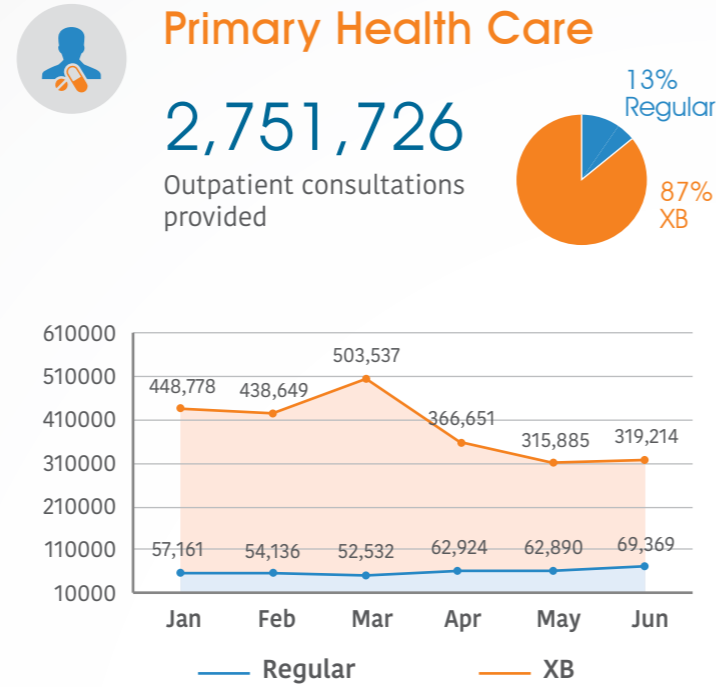 Primary Health Care
2,751,726
Outpatient consultations
provided
13%
Regular
87%
XB
610000
510000
410000
310000
210000
110000
10000
448,778
438,649
503,537
366,651
315,885
319,214
57,161
54,136
52,532
62,924
62,890
69,369
Jan
Feb
Mar
Apr
May
Jun
Regular
XB